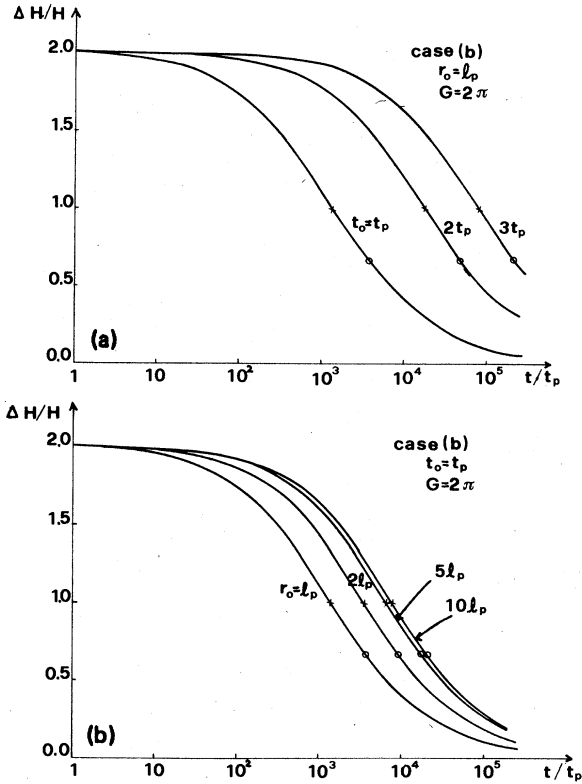 Δ H/H
2.0
1.5
1.0
0.5
0.0
case (b)
r₀=ℓₚ
G=2π
t₀=tₚ
2tₚ
3tₚ
(a)
1
10
10²
10³
10⁴
10⁵
t/tₚ
Δ H/H
2.0
1.5
1.0
0.5
0.0
case (b)
t₀=tₚ
G=2π
r₀=ℓₚ
2ℓₚ
5ℓₚ
10ℓₚ
(b)
1
10
10²
10³
10⁴
10⁵
t/tₚ